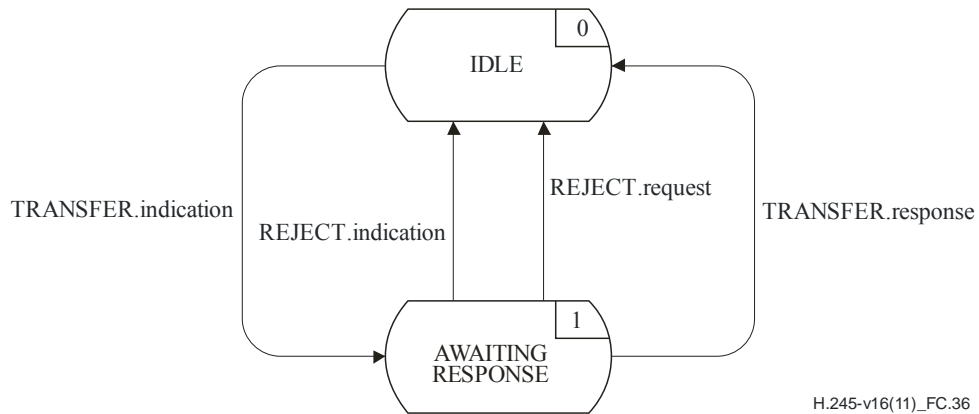 0
IDLE
TRANSFER.indication
REJECT.indication
REJECT.request
TRANSFER.response
1
AWAITING
RESPONSE
H.245-v16(11)_FC.36